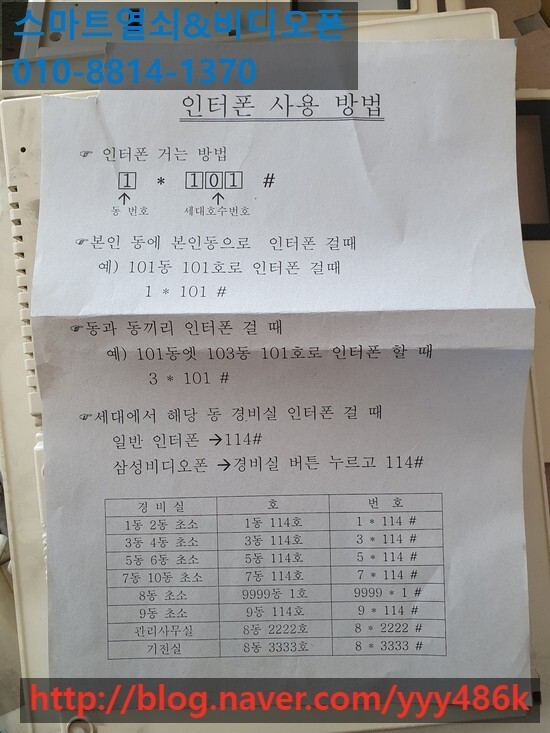 스마트열쇠&비디오폰
010-8814-1370
인터폰 사용 방법
☞ 인터폰 거는 방법
1 * 101 #
↑ ↑
동 번호 세대호수번호
☞본인 동에 본인동으로 인터폰 걸때
예) 101동 101호로 인터폰 걸때
1 * 101 #
☞동과 동끼리 인터폰 걸 때
예) 101동엣 103동 101호로 인터폰 할 때
3 * 101 #
☞세대에서 해당 동 경비실 인터폰 걸 때
일반 인터폰 →114#
삼성비디오폰 →경비실 버튼 누르고 114#
경 비 실 호 번 호
1동 2동 초소 1동 114호 1 * 114 #
3동 4동 초소 3동 114호 3 * 114 #
5동 6동 초소 5동 114호 5 * 114 #
7동 10동 초소 7동 114호 7 * 114 #
8동 초소 9999동 1호 9999 * 1 #
9동 초소 9동 114호 9 * 114 #
관리사무실 8동 2222호 8 * 2222 #
기전실 8동 3333호 8 * 3333 #
http://blog.naver.com/yyy486k